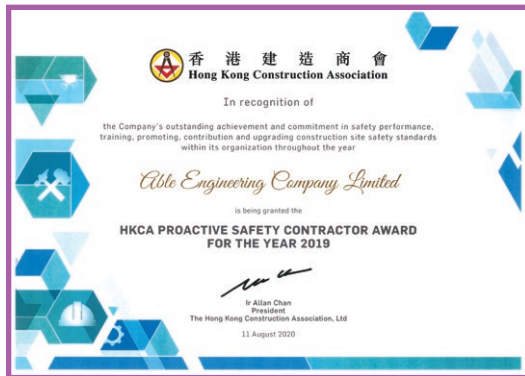 香港建造商會
Hong Kong Construction Association
In recognition of
the Company's outstanding achievement and commitment in safety performance,
training, promoting, contribution and upgrading construction site safety standards
within its organization throughout the year
Able Engineering Company Limited
is being granted the
HKCA PROACTIVE SAFETY CONTRACTOR AWARD
FOR THE YEAR 2019
Ir Allan Chan
President
The Hong Kong Construction Association, Ltd
11 August 2020